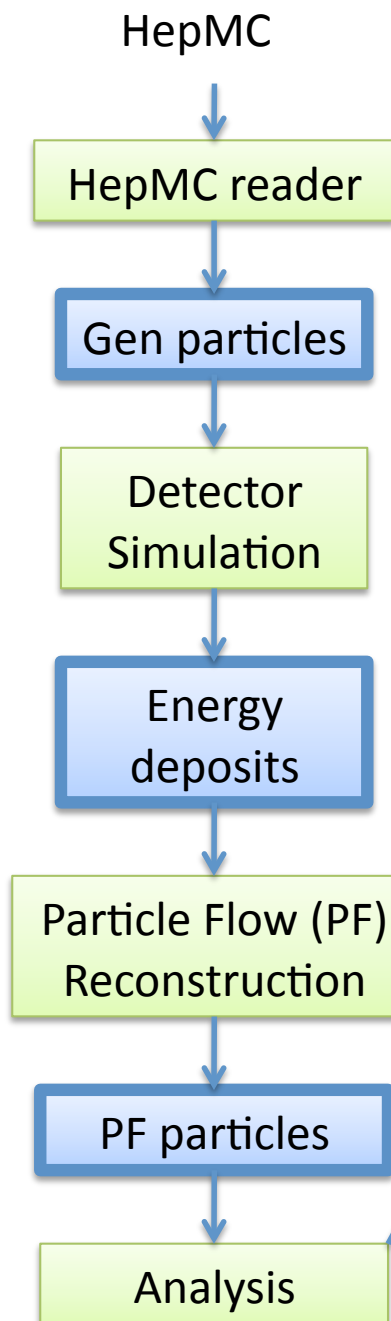 HepMC
HepMC reader
Gen particles
Detector
Simulation
Energy
deposits
Particle Flow (PF)
Reconstruction
PF particles
Analysis